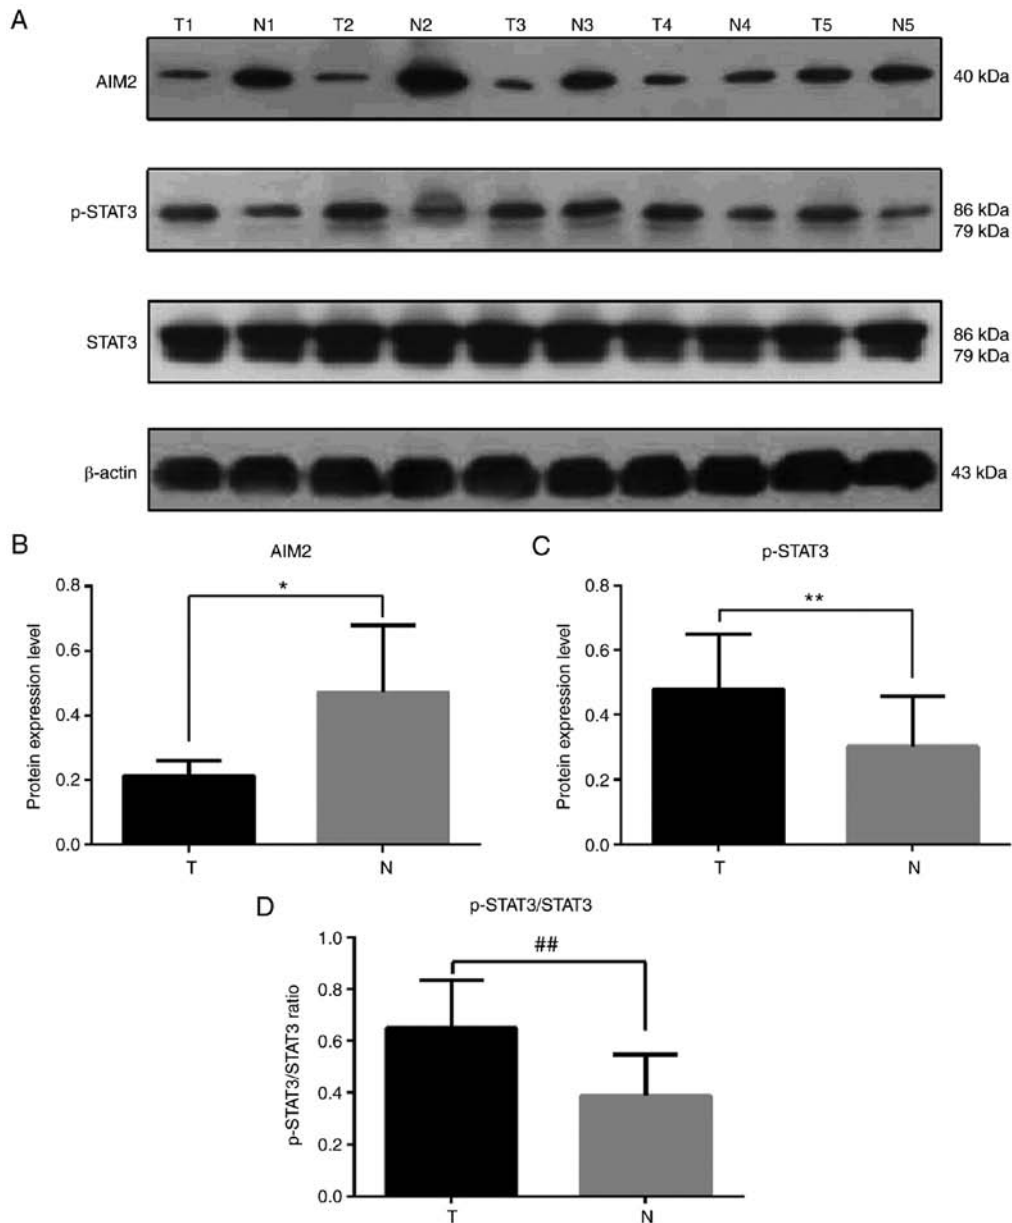 A
T1 N1 T2 N2 T3 N3 T4 N4 T5 N5
AIM2 40 kDa
p-STAT3 86 kDa
79 kDa
STAT3 86 kDa
79 kDa
β-actin 43 kDa
B
AIM2
*
Protein expression level
0.8
0.6
0.4
0.2
0.0
T N
C
p-STAT3
**
Protein expression level
0.8
0.6
0.4
0.2
0.0
T N
D
p-STAT3/STAT3
##
p-STAT3/STAT3 ratio
1.0
0.8
0.6
0.4
0.2
0.0
T N